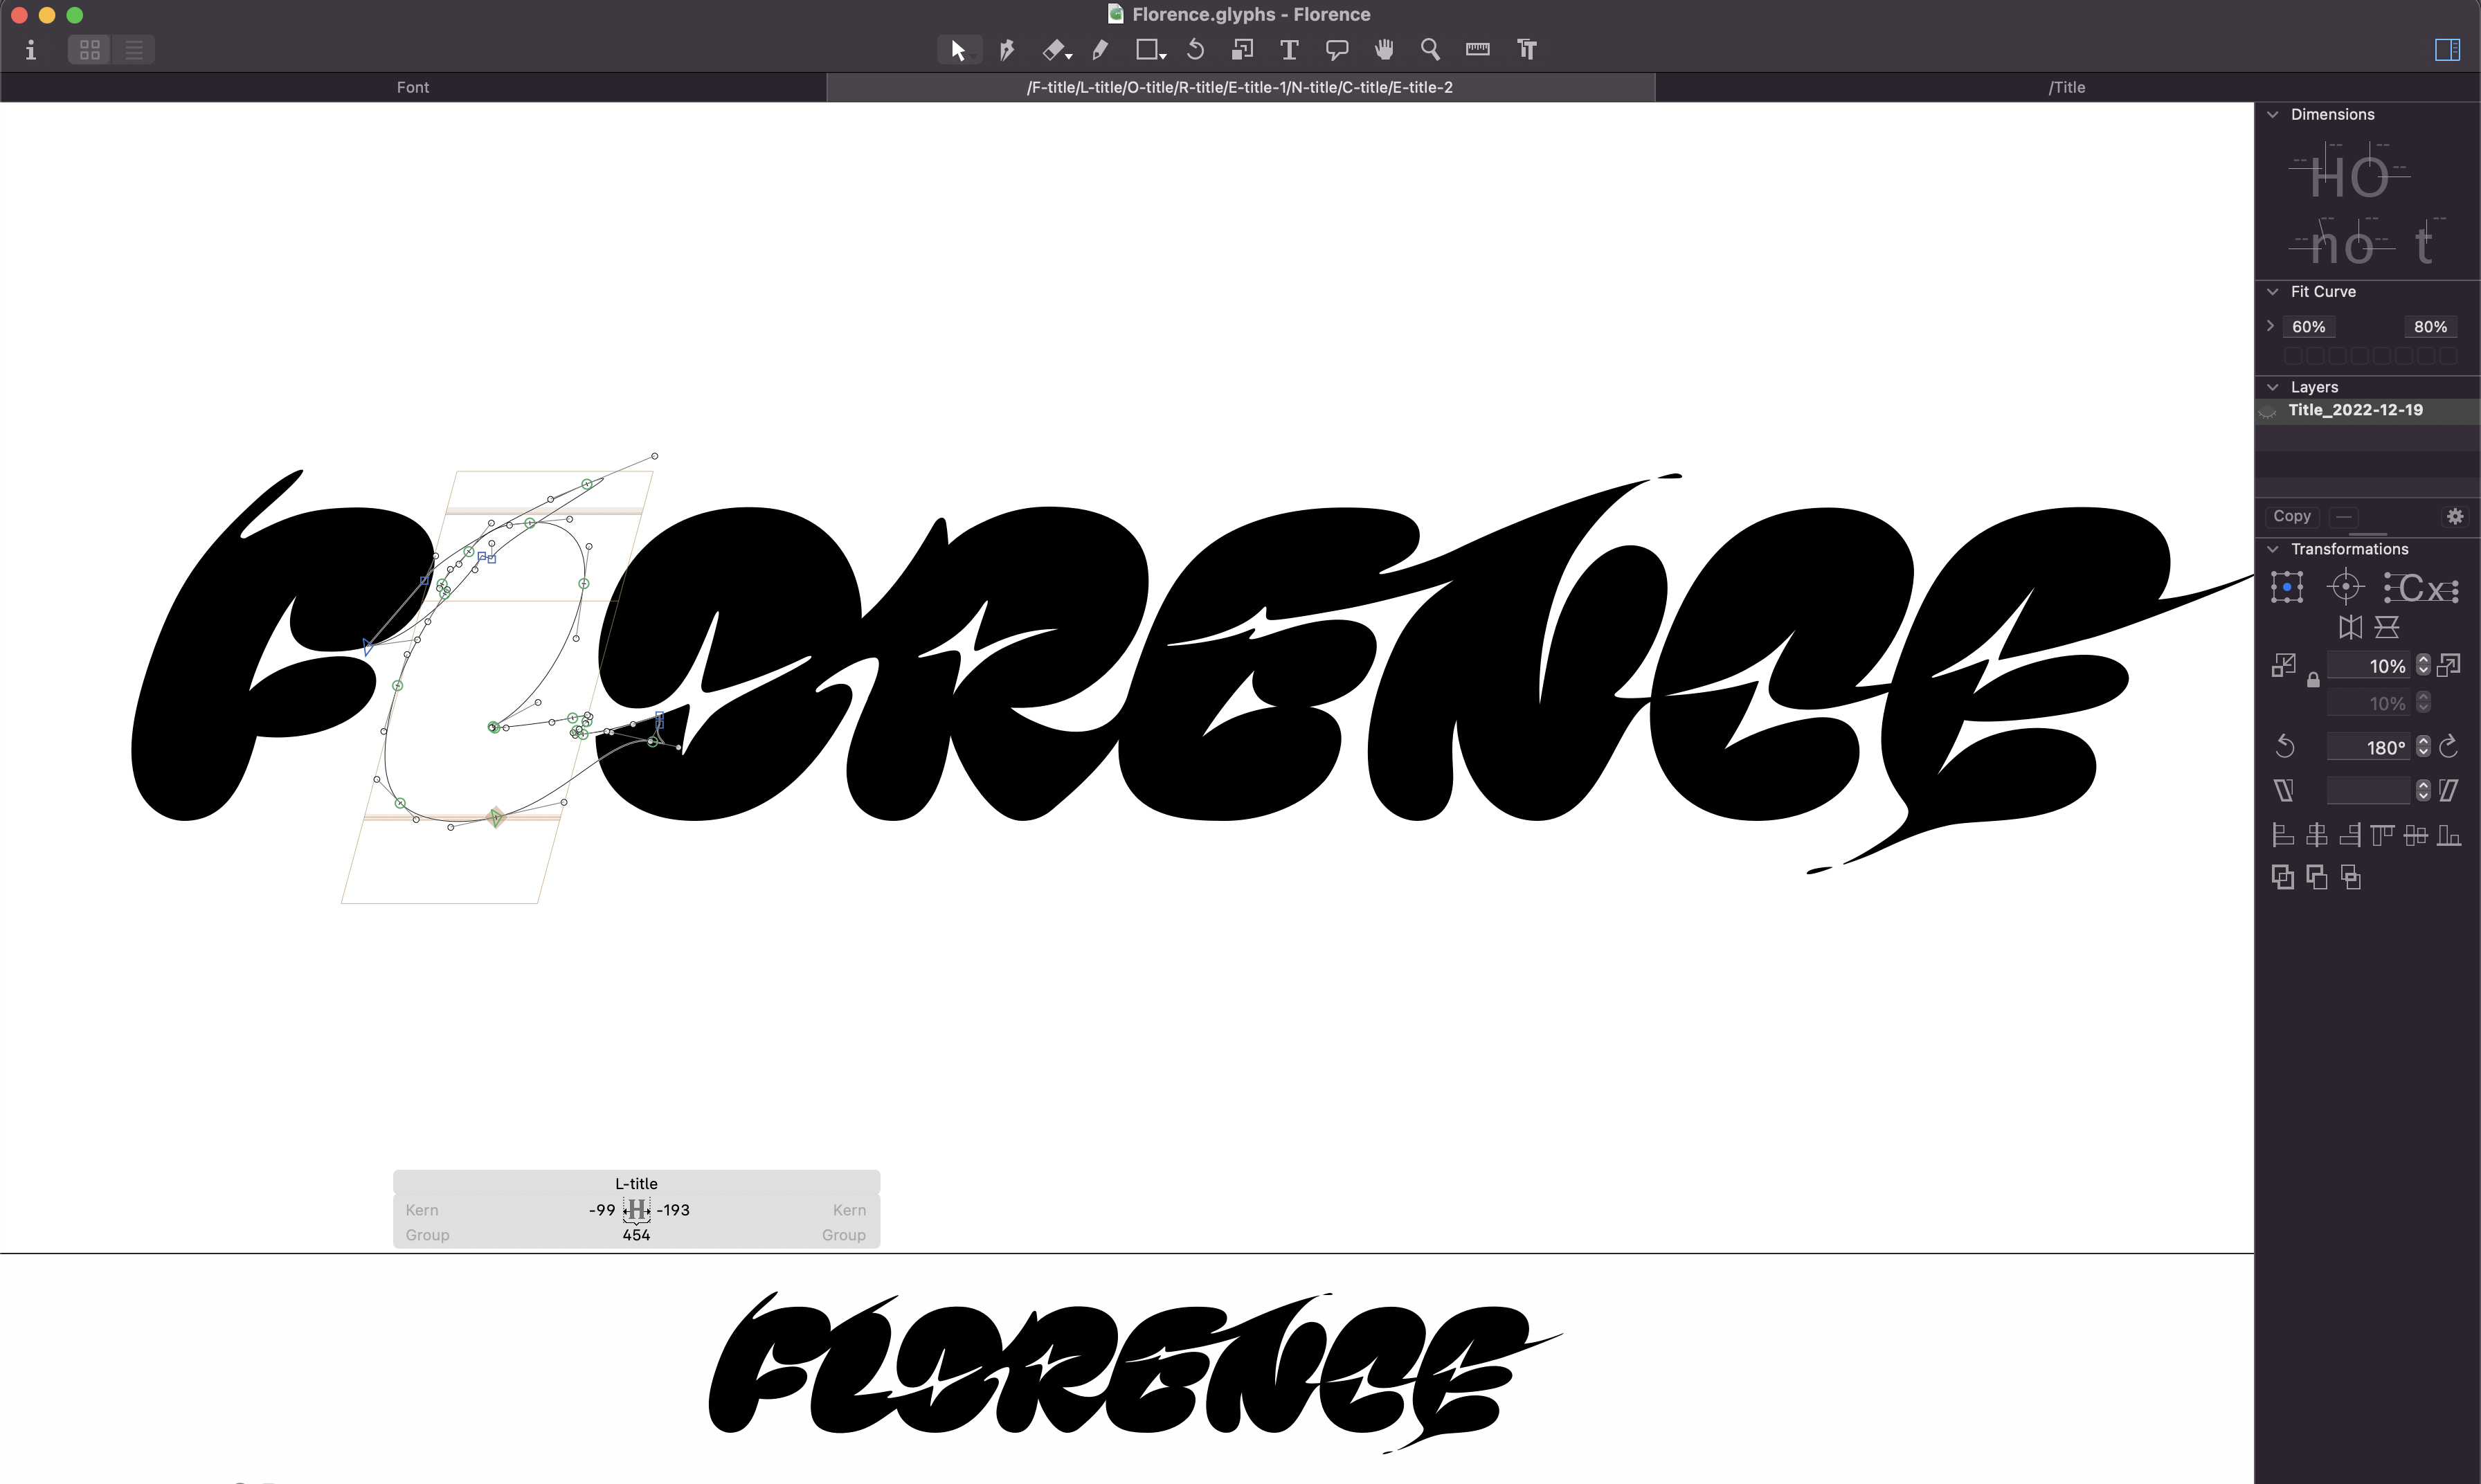 Florence.glyphs - Florence
Font
/F-title/L-title/O-title/R-title/E-title-1/N-title/C-title/E-title-2
/Title
Dimensions
HO
no t
Fit Curve
60% 80%
Layers
Title_2022-12-19
Copy
Transformations
Cx
10%
10%
180°
FLORENCE
L-title
Kern -99 H -193 Kern
Group 454 Group
FLORENCE